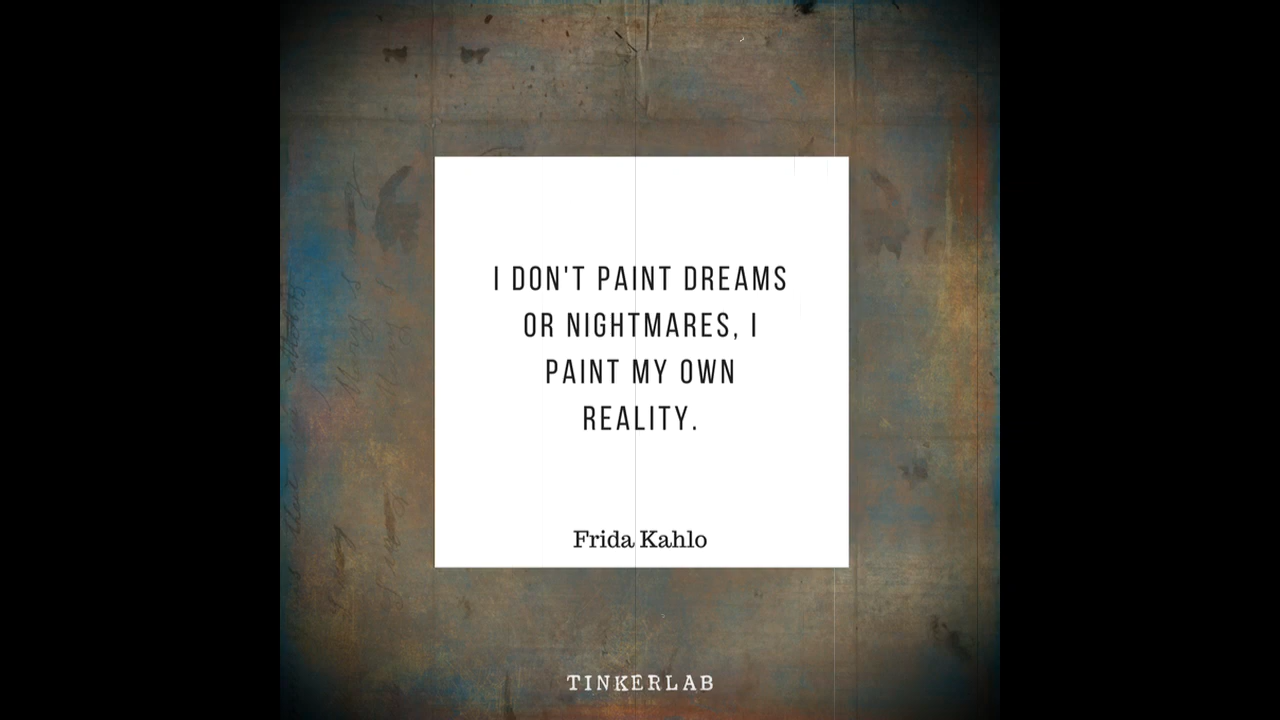 I DON'T PAINT DREAMS
OR NIGHTMARES, I
PAINT MY OWN
REALITY.
Frida Kahlo
TINKERLAB